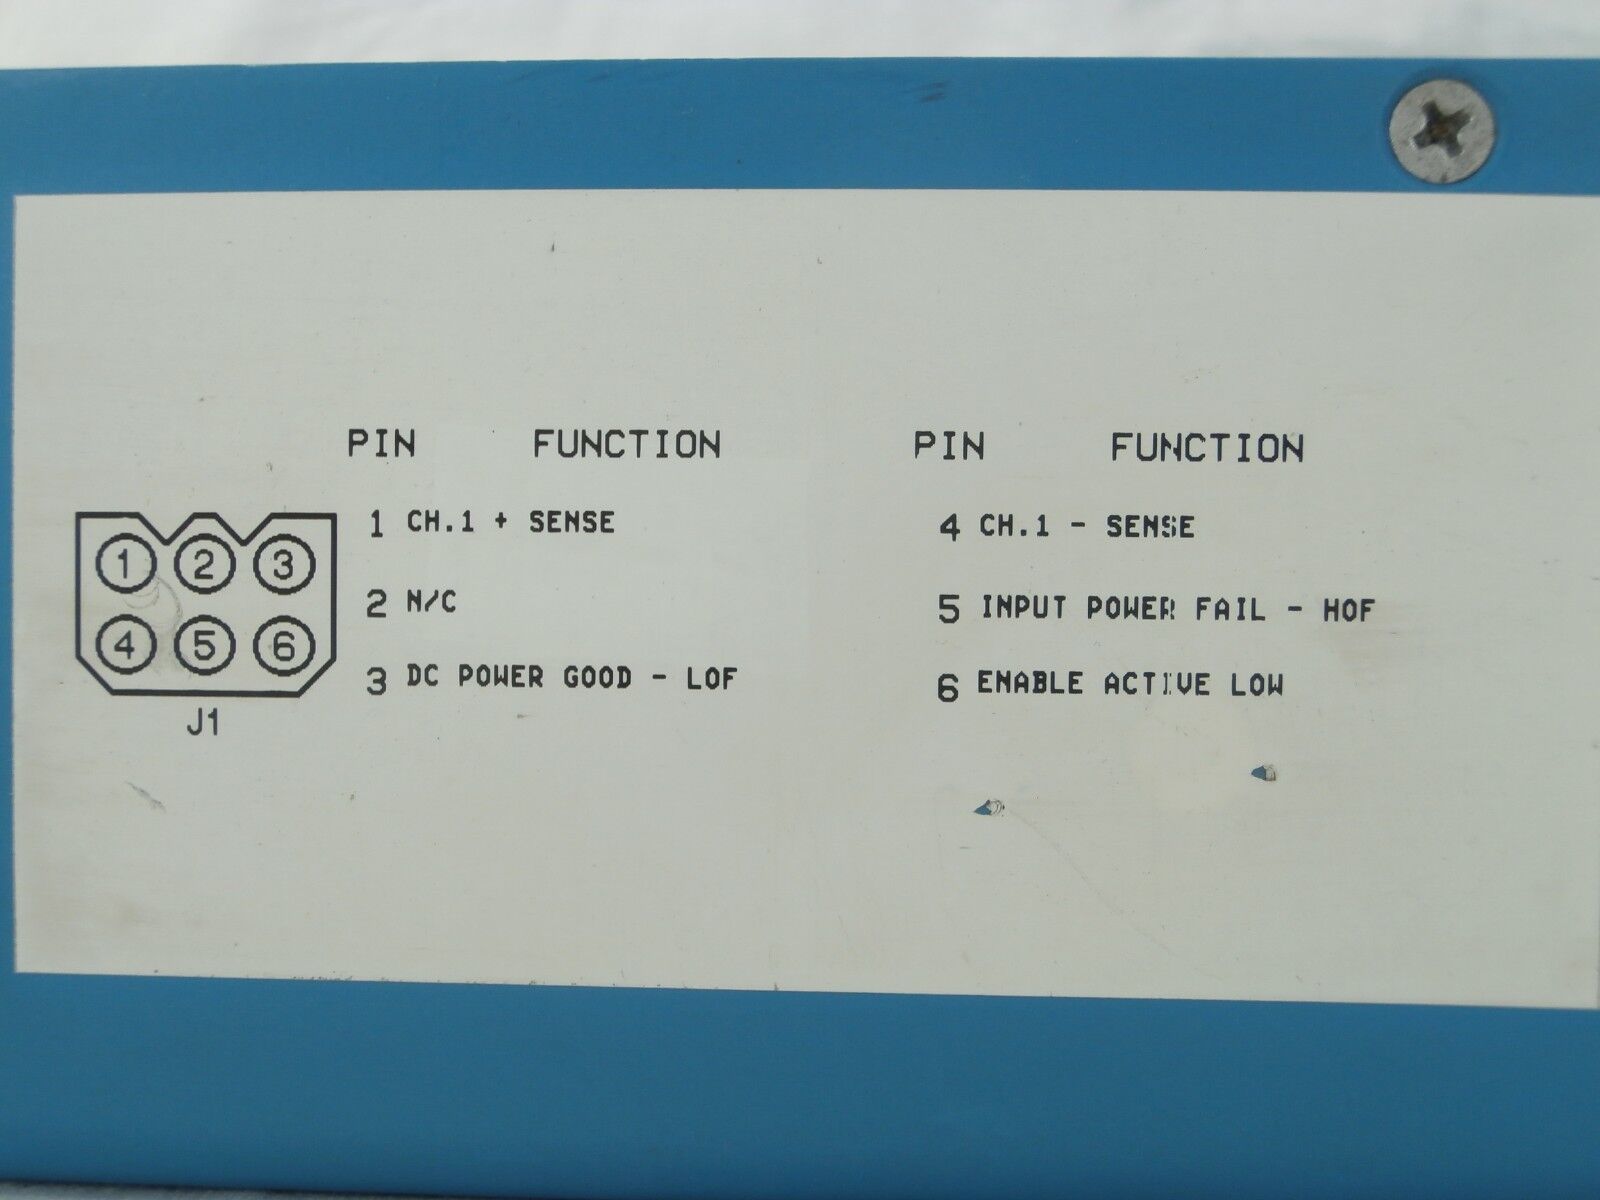 PIN FUNCTION PIN FUNCTION
1 CH.1 + SENSE 4 CH.1 - SENSE
2 N/C 5 INPUT POWER FAIL - HOF
3 DC POWER GOOD - LOF 6 ENABLE ACTIVE LOW
1 2 3
4 5 6
J1